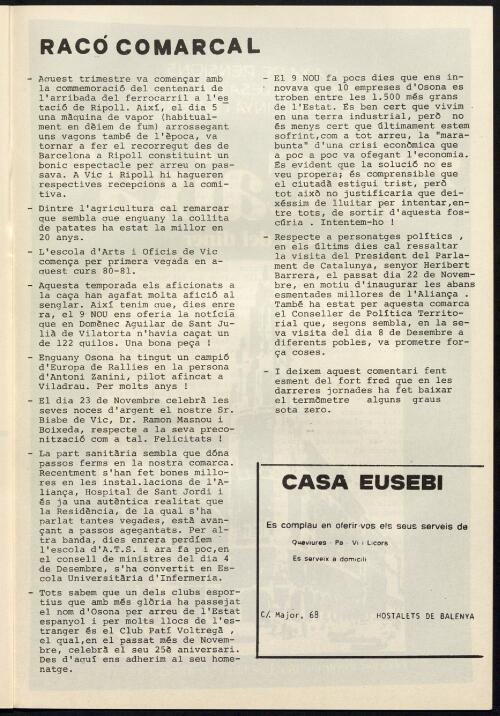 RACÓ COMARCAL
- Aquest trimestre va començar amb
la commemoració del centenari de
l'arribada del ferrocarril a l'es
tació de Ripoll. Així, el dia 5
una màquina de vapor (habitual-
ment en dèiem de fum) arrossegant
uns vagons també de l'època, va
tornar a fer el recorregut des de
Barcelona a Ripoll constituint un
bonic espectacle per arreu on pas-
sava. A Vic i Ripoll hi hagueren
respectives recepcions a la comi-
tiva.
- Dintre l'agricultura cal remarcar
que sembla que enguany la collita
de patates ha estat la millor en
20 anys.
- L'escola d'Arts i Oficis de Vic
comença per primera vegada en a-
quest curs 80-81.
- Aquesta temporada els aficionats a
la caça han agafat molta afició al
senglar. Així tenim que, dies enre
ra, el 9 NOU ens oferia la notícia
que en Domènec Aguilar de Sant Ju-
lià de Vilatorta n'havia caçat un
de 122 quilos. Una bona peça !
- Enguany Osona ha tingut un campió
d'Europa de Rallies en la persona
d'Antoni Zanini, pilot afincat a
Viladrau. Per molts anys !
- El dia 23 de Novembre celebrà les
seves noces d'argent el nostre Sr.
Bisbe de Vic, Dr. Ramon Masnou i
Boixeda, respecte a la seva preco-
nització com a tal. Felicitats !
- La part sanitària sembla que dóna
passos ferms en la nostra comarca.
Recentment s'han fet bones millo-
res en les instal.lacions de l'A-
liança, Hospital de Sant Jordi i
és ja una autèntica realitat que
la Residència, de la qual s'ha
parlat tantes vegades, està avan-
çant a passos agegantats. Per al-
tra banda, dies enrera perdíem
l'escola d'A.T.S. i ara fa poc,en
el consell de ministres del dia 4
de Desembre, s'ha convertit en Es-
cola Universitària d'Infermeria.
- Tots sabem que un dels clubs espor-
tius que amb més glòria ha passejat
el nom d'Osona per arreu de l'Estat
espanyol i per molts llocs de l'es-
tranger és el Club Patí Voltregà ,
el qual,en el passat més de Novem-
bre, celebrà el seu 25è aniversari.
Des d'aquí ens adherim al seu home-
natge.
- El 9 NOU fa pocs dies que ens in-
novava que 10 empreses d'Osona es
troben entre les 1.500 més grans
de l'Estat. Es ben cert que vivim
en una terra industrial, però no
és menys cert que últimament estem
sofrint,com a tot arreu, la "mara-
bunta" d'una crisi econòmica que
a poc a poc va ofegant l'economia.
Es evident que la solució no es
veu propera; és comprensible que
el ciutadà estigui trist, però
tot això no justificaria que dei-
xéssim de lluitar per intentar,en-
tre tots, de sortir d'aquesta fos-
cúria . Intentem-ho !
- Respecte a personatges polítics ,
en els últims dies cal ressaltar
la visita del President del Parla-
ment de Catalunya, senyor Heribert
Barrera, el passat dia 22 de Novem-
bre, en motiu d'inaugurar les abans
esmentades millores de l'Aliança .
També ha estat per aquesta comarca
el Conseller de Política Territo-
rial que, segons sembla, en la se-
va visita del dia 8 de Desembre a
diferents pobles, va prometre for-
ça coses.
- I deixem aquest comentari fent
esment del fort fred que en les
darreres jornades ha fet baixar
el termòmetre alguns graus
sota zero.
CASA EUSEBI
Es complau en oferir-vos els seus serveis de
Queviures - Pa - Vi i Licors
Es serveix a domicili
C/. Major, 68 HOSTALETS DE BALENYA